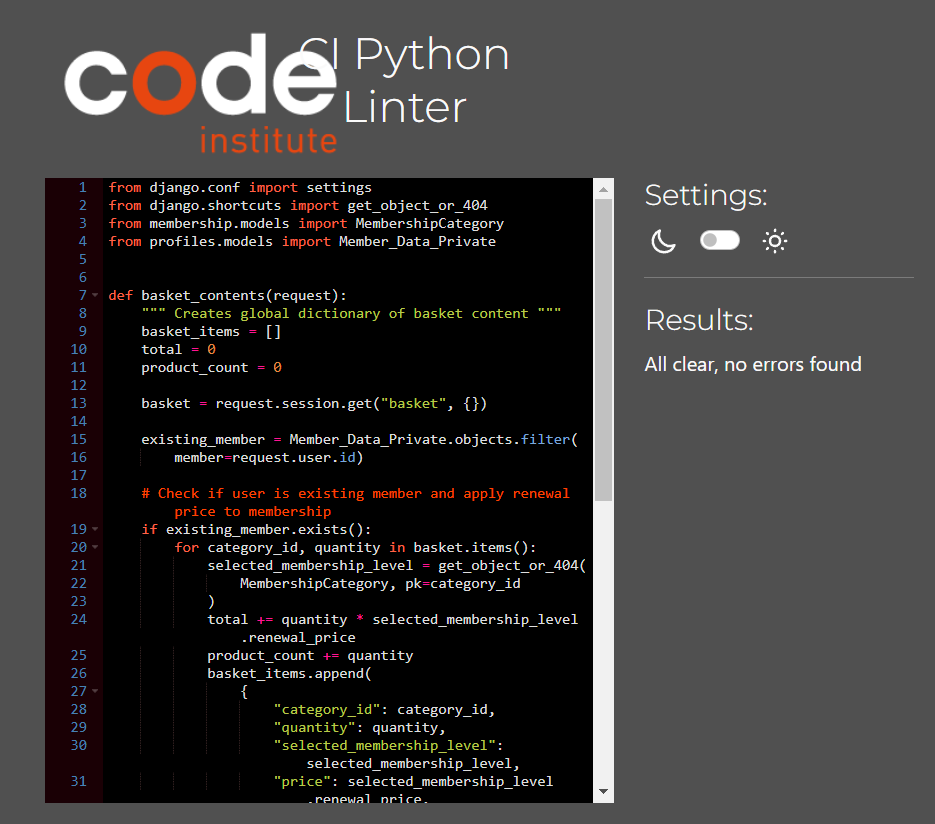 code
institute
CI Python
Linter
1 from django.conf import settings
2 from django.shortcuts import get_object_or_404
3 from membership.models import MembershipCategory
4 from profiles.models import Member_Data_Private
5
6
7 def basket_contents(request):
8 """ Creates global dictionary of basket content """
9 basket_items = []
10 total = 0
11 product_count = 0
12
13 basket = request.session.get("basket", {})
14
15 existing_member = Member_Data_Private.objects.filter(
16 member=request.user.id)
17
18 # Check if user is existing member and apply renewal
price to membership
19 if existing_member.exists():
20 for category_id, quantity in basket.items():
21 selected_membership_level = get_object_or_404(
22 MembershipCategory, pk=category_id
23 )
24 total += quantity * selected_membership_level
.renewal_price
25 product_count += quantity
26 basket_items.append(
27 {
28 "category_id": category_id,
29 "quantity": quantity,
30 "selected_membership_level":
selected_membership_level,
31 "price": selected_membership_level
.renewal_price,
Settings:
Results:
All clear, no errors found